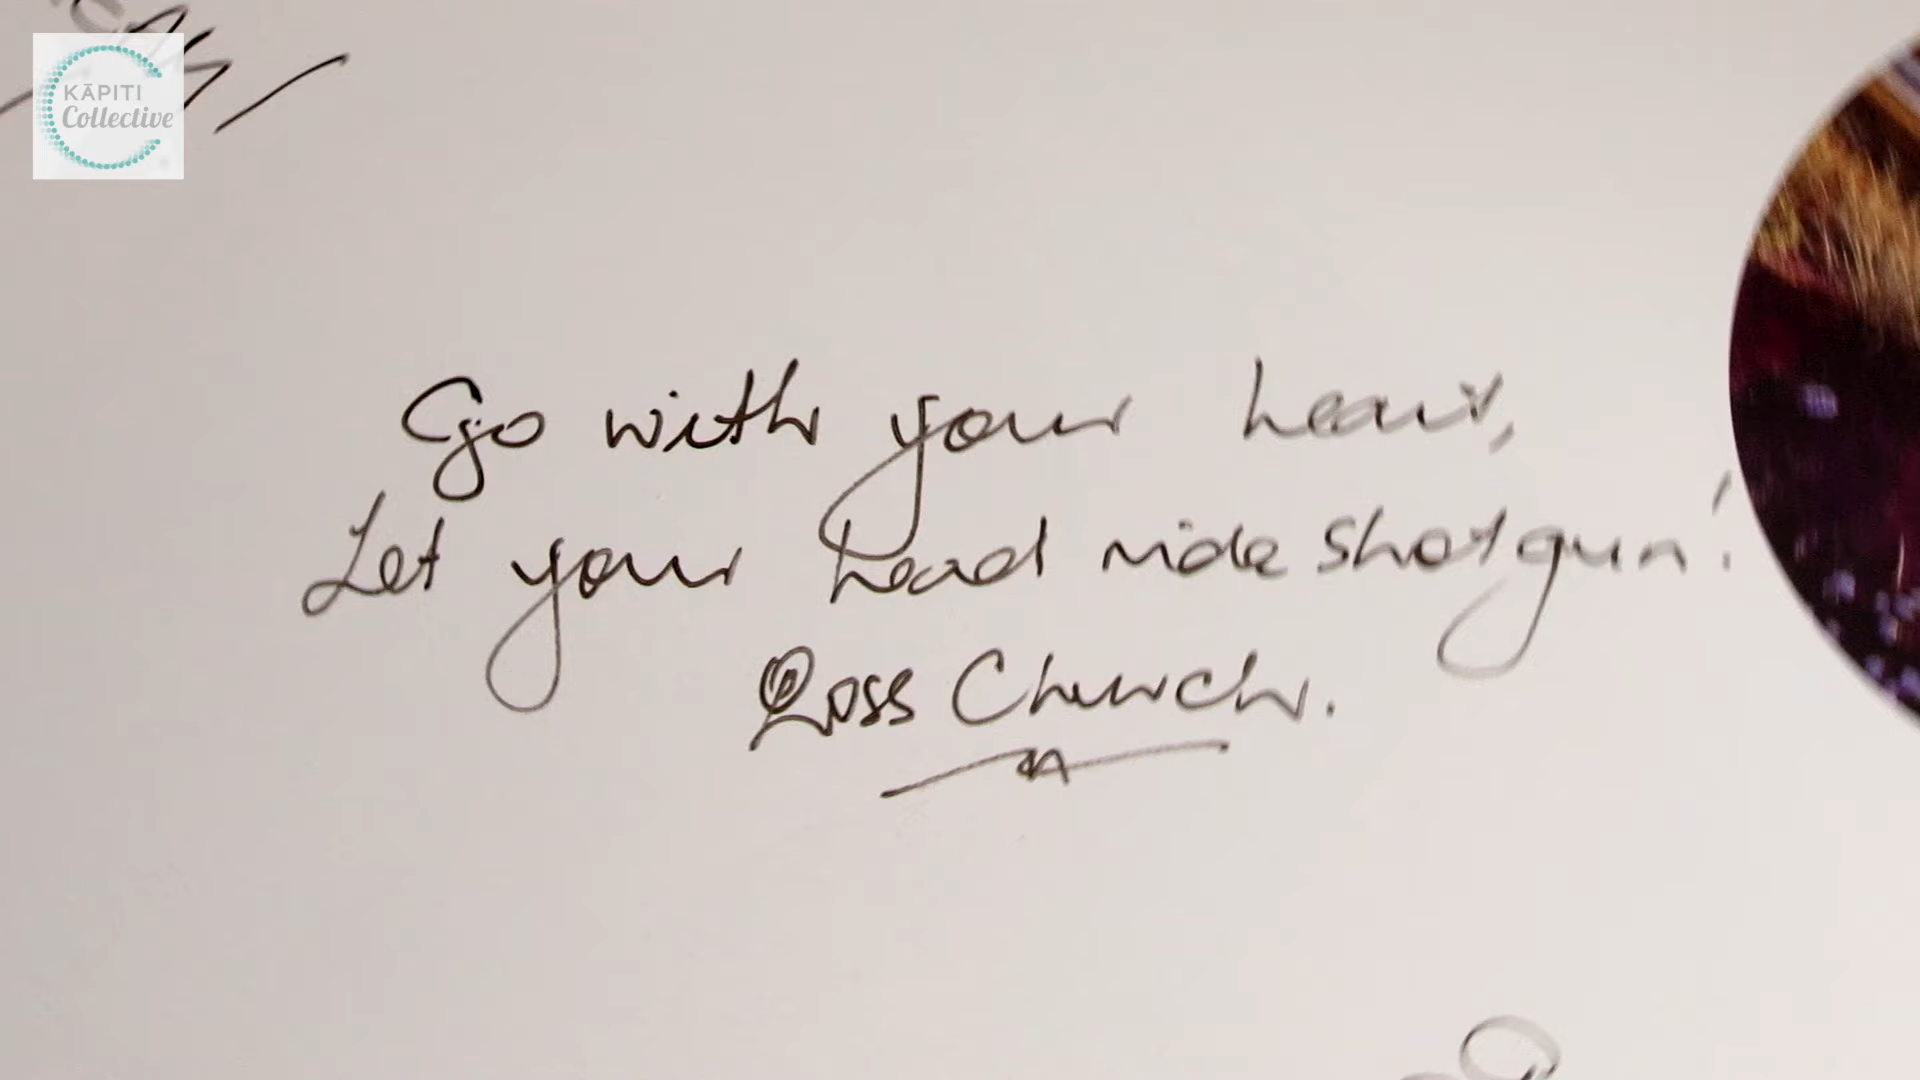 KĀPITI
Collective
Go with your heart,
Let your head ride shotgun!
Ross Church.